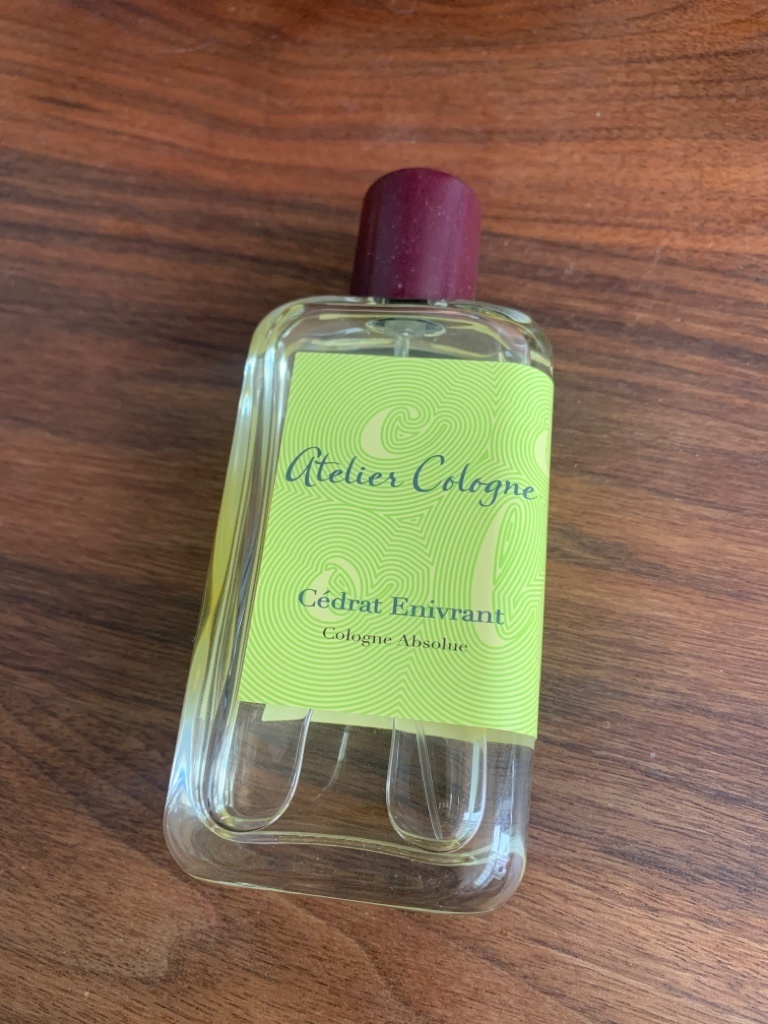 Atelier Cologne
Cédrat Enivrant
Cologne Absolue